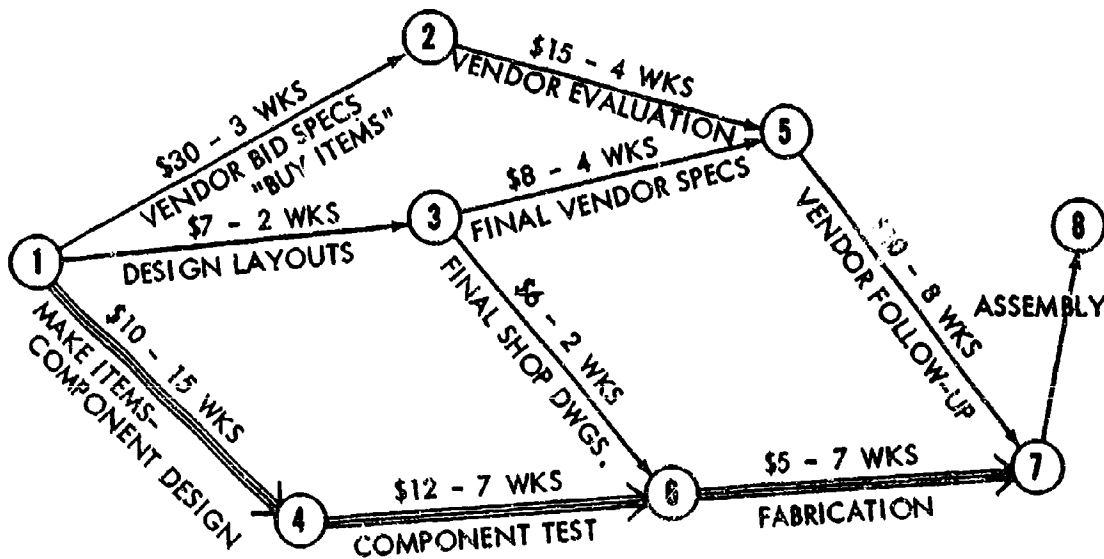 2
$15 - 4 WKS
VENDOR EVALUATION
5
$30 - 3 WKS
VENDOR BID SPECS
"BUY ITEMS"
$8 - 4 WKS
FINAL VENDOR SPECS
3
$7 - 2 WKS
DESIGN LAYOUTS
1
8
- 8 WKS
VENDOR FOLLOW-UP
ASSEMBLY
$6 - 2 WKS
FINAL SHOP DWGS.
$10 - 15 WKS
MAKE ITEMS-
COMPONENT DESIGN
4
$12 - 7 WKS
COMPONENT TEST
6
$5 - 7 WKS
FABRICATION
7